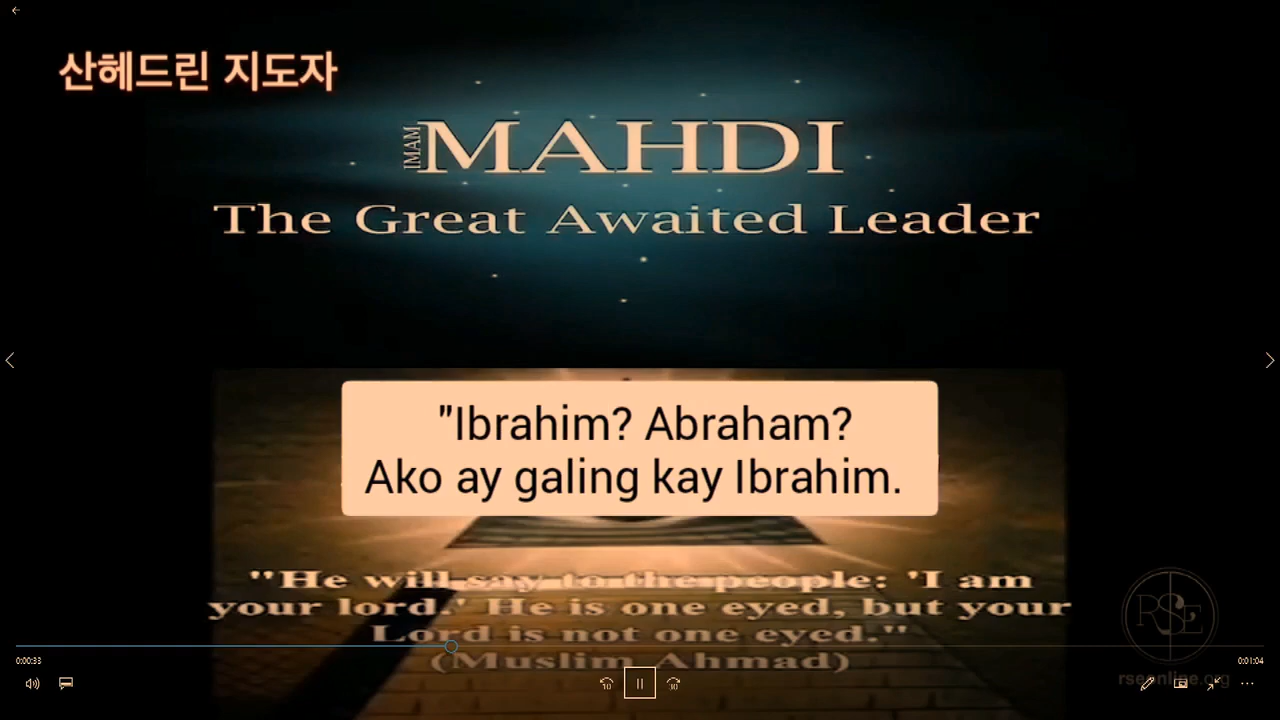 산헤드린 지도자
IMAM
MAHDI
The Great Awaited Leader
"Ibrahim? Abraham?
Ako ay galing kay Ibrahim.
"He will say to the people: 'I am
your lord.' He is one eyed, but your
Lord is not one eyed."
(Muslim Ahmad)
RSE
rseonline.org
0:00:33
0:01:04
10
30